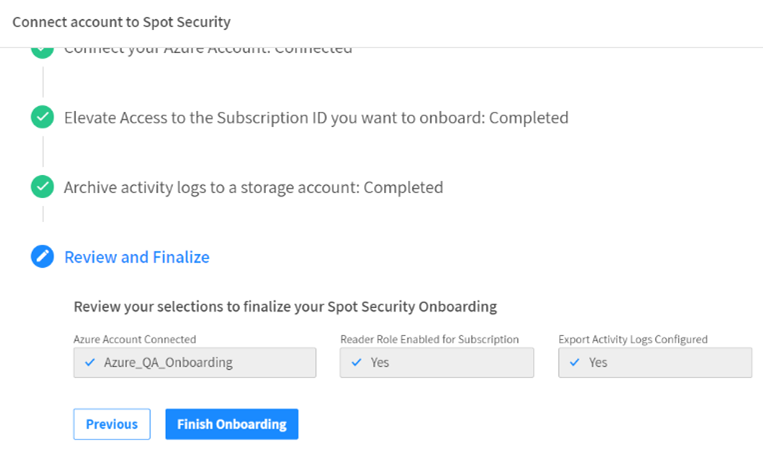 Connect account to Spot Security
Connect your Azure Account: Connected
Elevate Access to the Subscription ID you want to onboard: Completed
Archive activity logs to a storage account: Completed
Review and Finalize
Review your selections to finalize your Spot Security Onboarding
Azure Account Connected Reader Role Enabled for Subscription Export Activity Logs Configured
Azure_QA_Onboarding Yes Yes
Previous Finish Onboarding